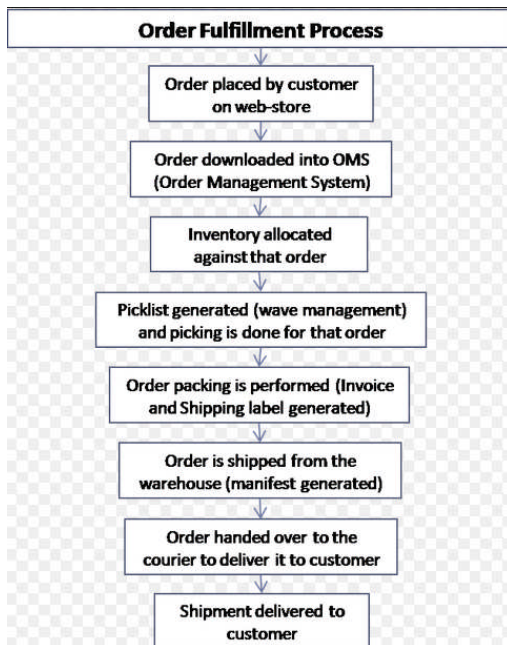 Order Fulfillment Process
Order placed by customer
on web-store
Order downloaded into OMS
(Order Management System)
Inventory allocated
against that order
Picklist generated (wave management)
and picking is done for that order
Order packing is performed (Invoice
and Shipping label generated)
Order is shipped from the
warehouse (manifest generated)
Order handed over to the
courier to deliver it to customer
Shipment delivered to
customer